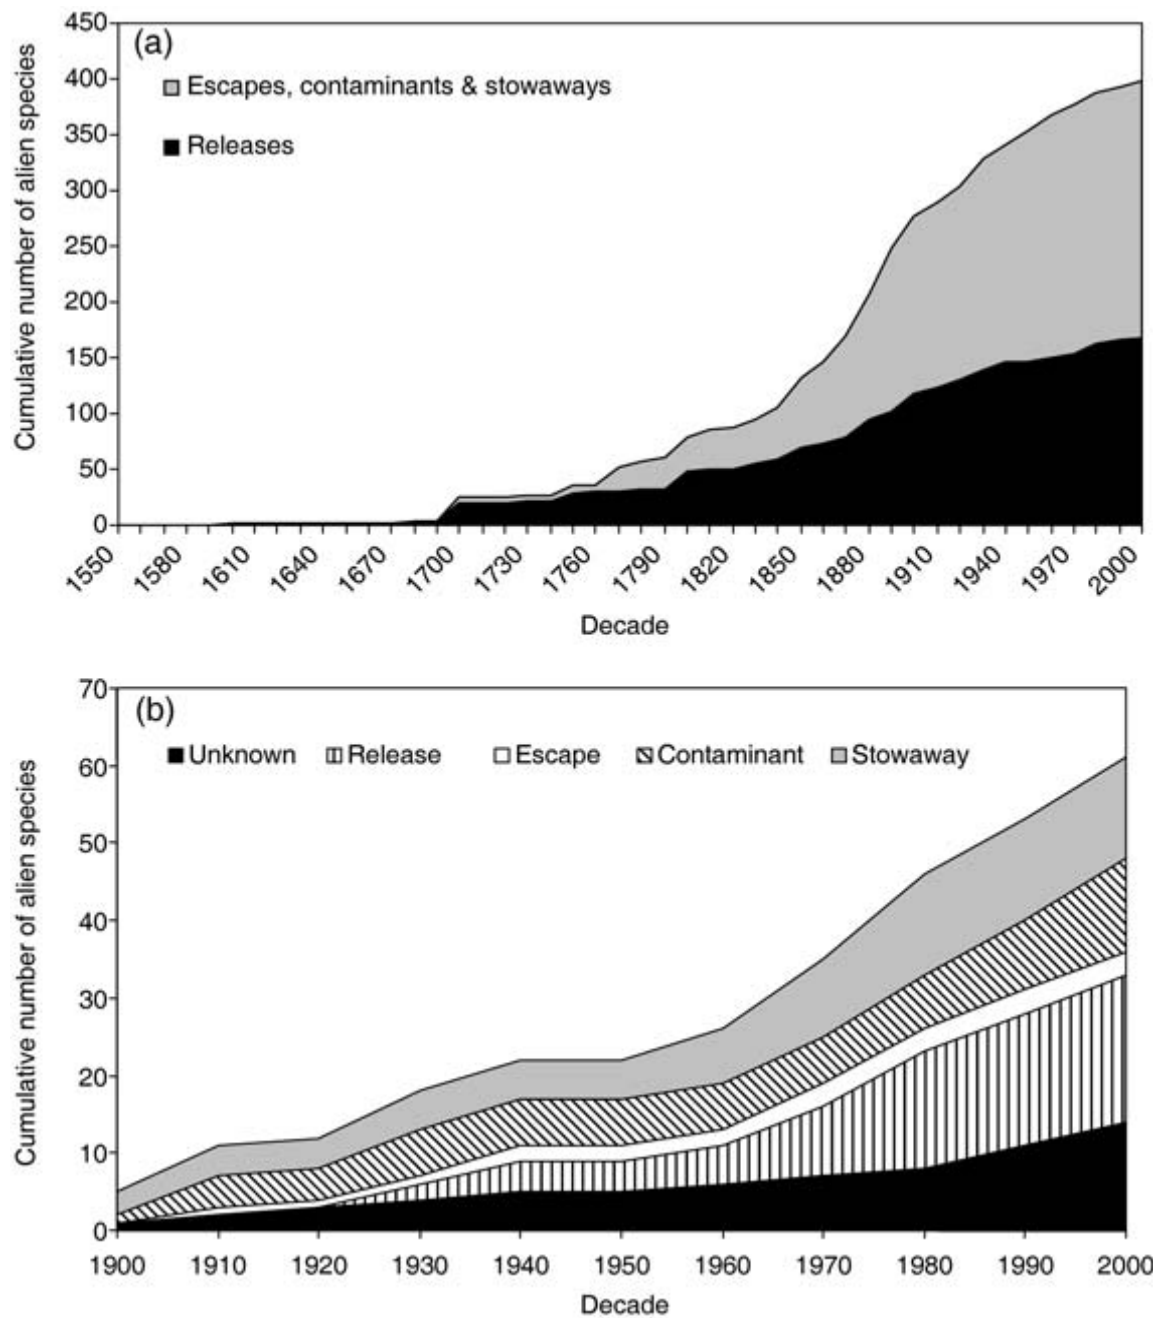 (a)
Escapes, contaminants & stowaways
Releases
Cumulative number of alien species
450
400
350
300
250
200
150
100
50
0
1550 1580 1610 1640 1670 1700 1730 1760 1790 1820 1850 1880 1910 1940 1970 2000
Decade
(b)
Unknown Release Escape Contaminant Stowaway
Cumulative number of alien species
70
60
50
40
30
20
10
0
1900 1910 1920 1930 1940 1950 1960 1970 1980 1990 2000
Decade